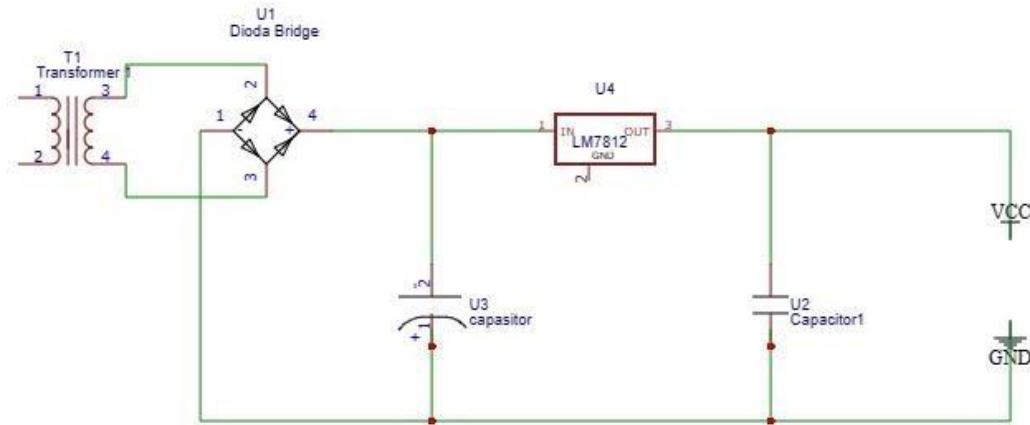 U1
Dioda Bridge
T1
Transformer 1
1
3
2
4
2
1
4
-
+
3
U4
1
IN
OUT
3
LM7812
GND
2
VCC
2
U3
capasitor
1
+
U2
Capacitor1
GND